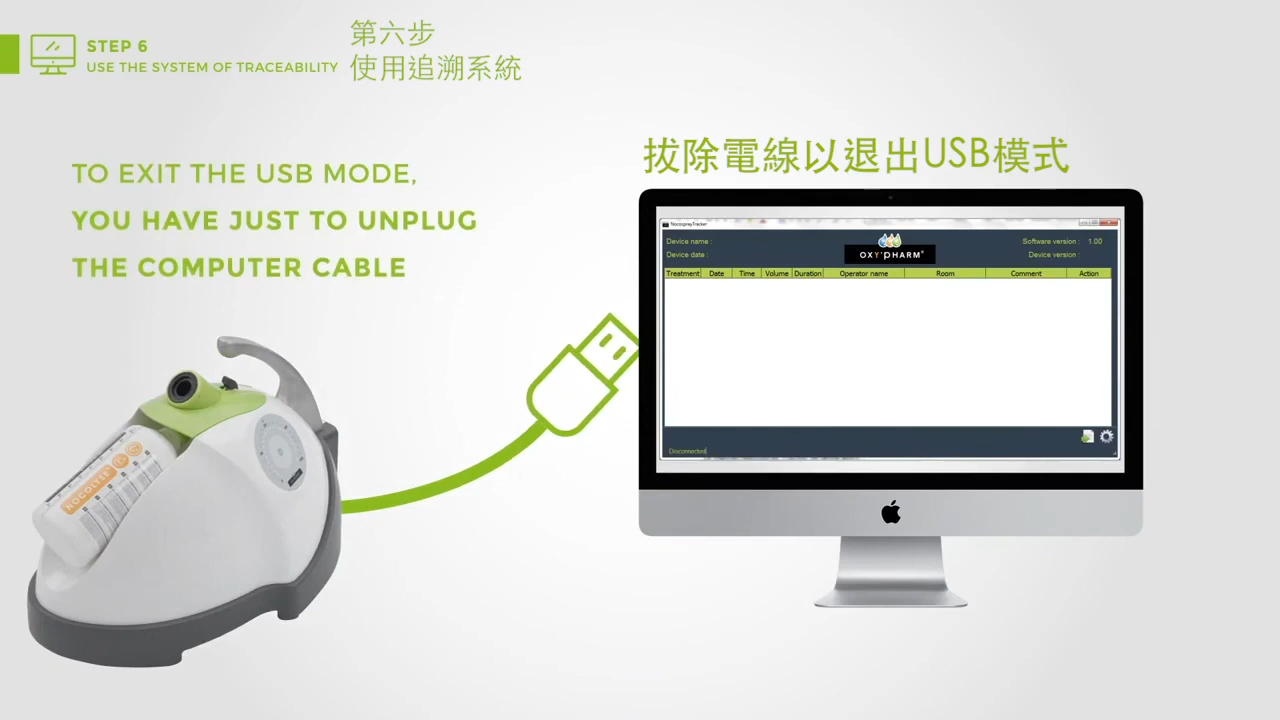 STEP 6
USE THE SYSTEM OF TRACEABILITY
第六步
使用追溯系統
TO EXIT THE USB MODE,
YOU HAVE JUST TO UNPLUG
THE COMPUTER CABLE
拔除電線以退出USB模式
NocosprayTracker
Device name :
Device date :
OXY'PHARM
Software version : 1.00
Device version :
Treatment Date Time Volume Duration Operator name Room Comment Action
Disconnected
NOCOLYSE